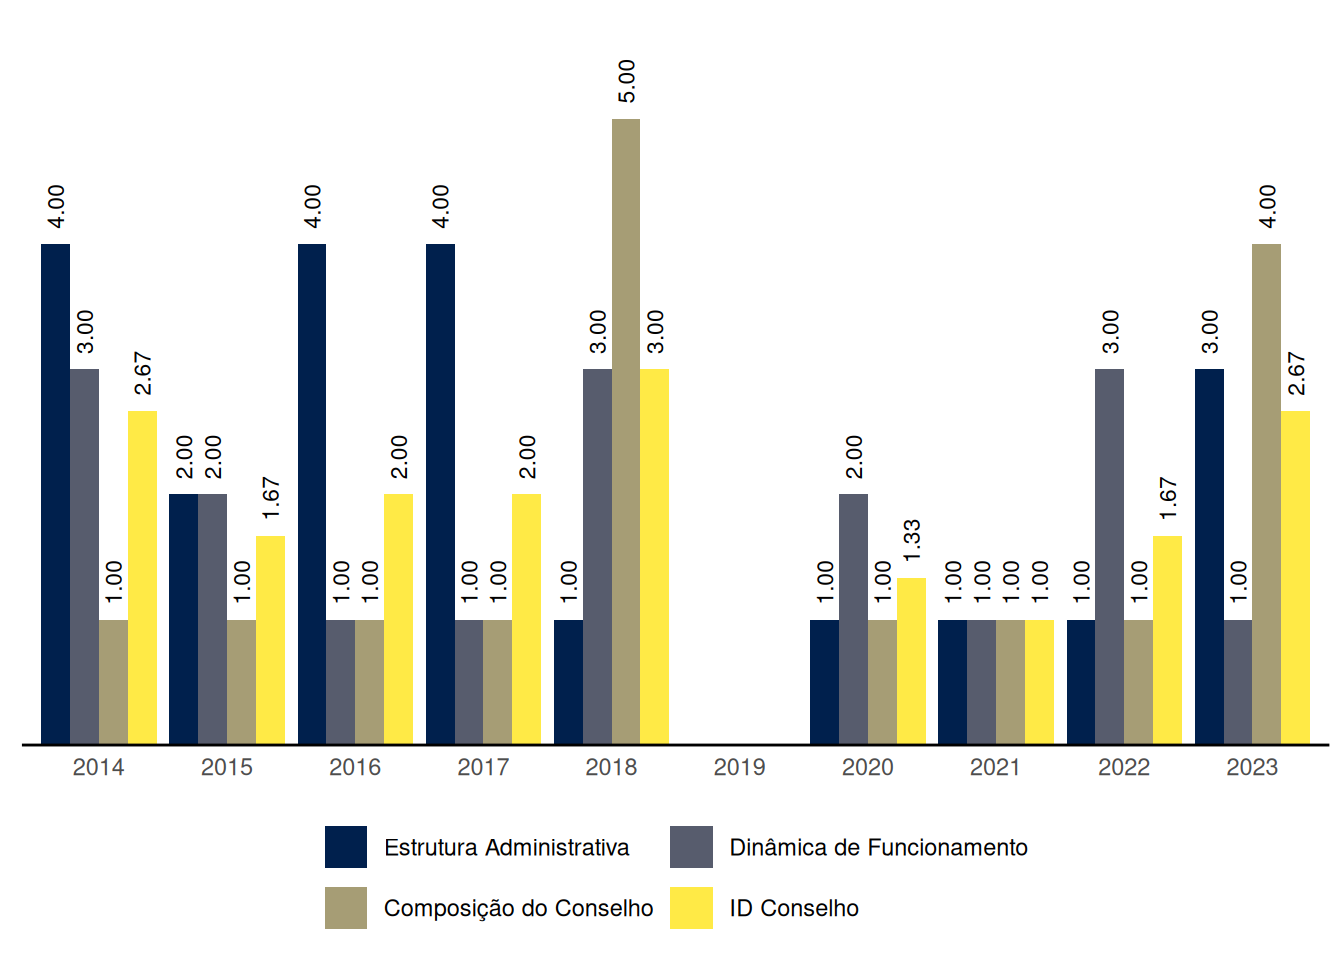 5.00
4.00 4.00 4.00 4.00
3.00 3.00 3.00 3.00 3.00
2.67 2.67
2.00 2.00 2.00 2.00 2.00
1.67 1.67
1.33
1.00 1.00 1.00 1.00 1.00 1.00 1.00 1.00 1.00 1.00 1.00 1.00 1.00 1.00 1.00 1.00
2014 2015 2016 2017 2018 2019 2020 2021 2022 2023
Estrutura Administrativa Dinâmica de Funcionamento
Composição do Conselho ID Conselho